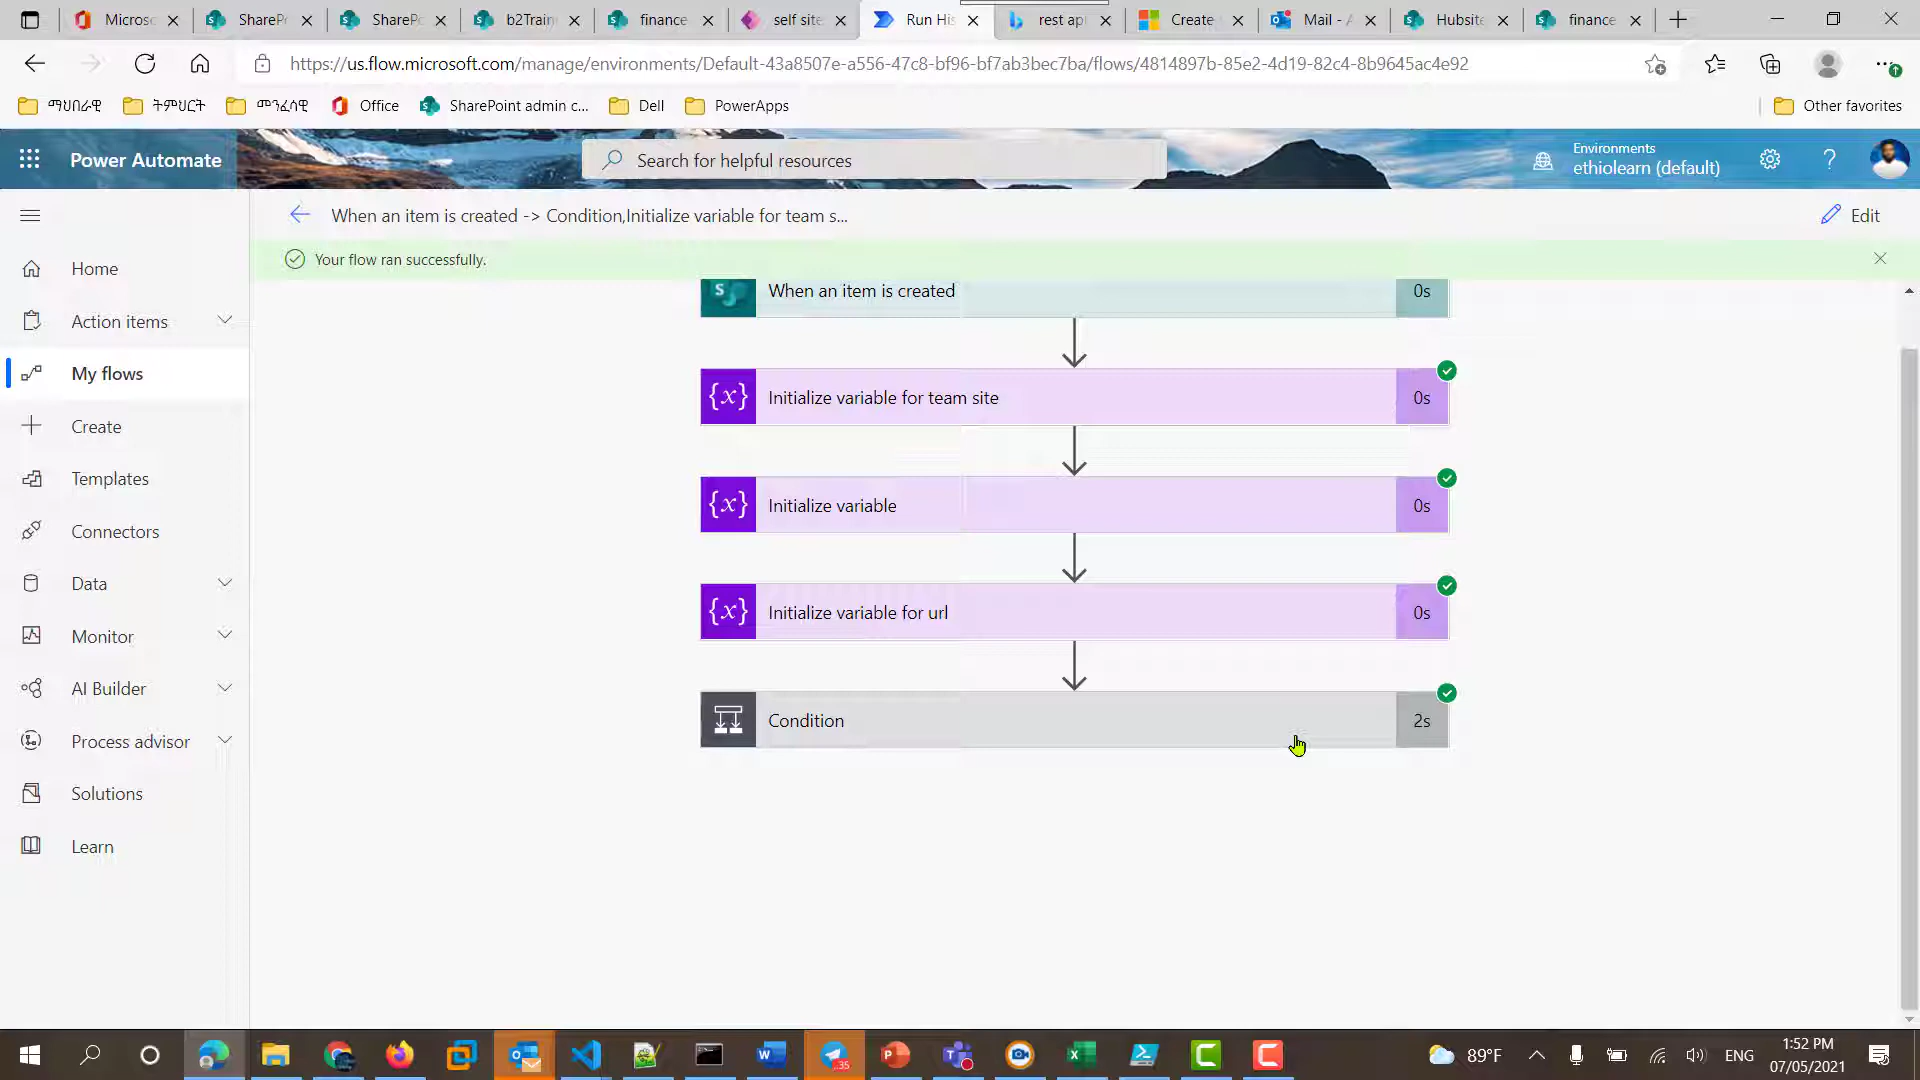 Microsc
SharePo
SharePo
b2Train
finance
self site
Run His
rest api
Create
Mail - A
Hubsite
finance
https://us.flow.microsoft.com/manage/environments/Default-43a8507e-a556-47c8-bf96-bf7ab3bec7ba/flows/4814897b-85e2-4d19-82c4-8b9645ac4e92
ማህበራዊ
ትምህርት
መንፈሳዊ
Office
SharePoint admin c...
Dell
PowerApps
Other favorites
Power Automate
Search for helpful resources
Environments
ethiolearn (default)
When an item is created -> Condition,Initialize variable for team s...
Edit
Your flow ran successfully.
Home
Action items
My flows
Create
Templates
Connectors
Data
Monitor
AI Builder
Process advisor
Solutions
Learn
When an item is created
0s
Initialize variable for team site
0s
Initialize variable
0s
Initialize variable for url
0s
Condition
2s
35
89°F
ENG
1:52 PM
07/05/2021